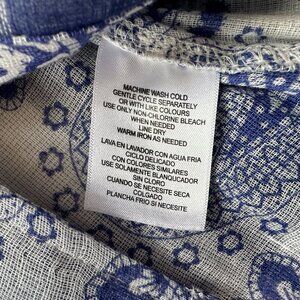 MACHINE WASH COLD
GENTLE CYCLE SEPARATELY
OR WITH LIKE COLOURS
USE ONLY NON-CHLORINE BLEACH
WHEN NEEDED
LINE DRY
WARM IRON AS NEEDED
LAVA EN LAVADOR CON AGUA FRIA
CICLO DELICADO
CON COLORES SIMILARES
USE SOLAMENTE BLANQUCADOR
SIN CLORO
CUANDO SE NECESITE SECA
COLGADO
PLANCHA FRIO SI NECESITE